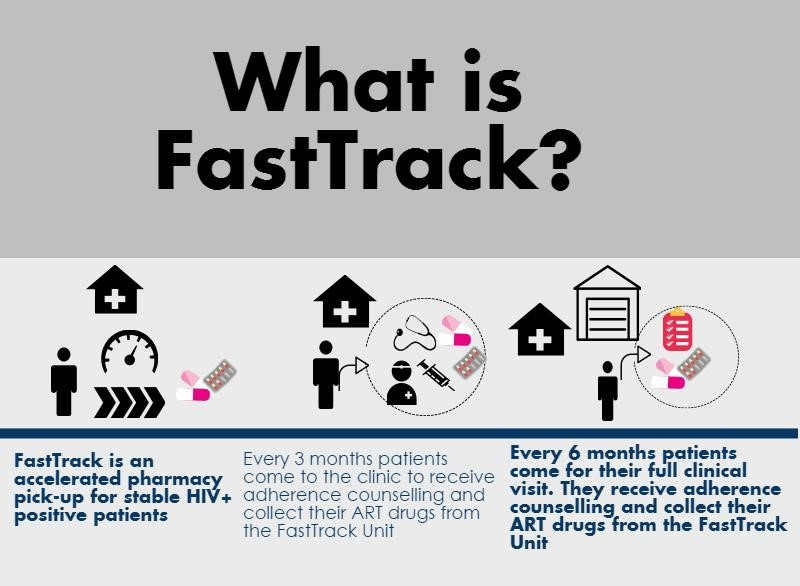 What is
FastTrack?
FastTrack is an
accelerated pharmacy
pick-up for stable HIV+
positive patients
Every 3 months patients
come to the clinic to receive
adherence counselling and
collect their ART drugs from
the FastTrack Unit
Every 6 months patients
come for their full clinical
visit. They receive adherence
counselling and collect their
ART drugs from the FastTrack
Unit